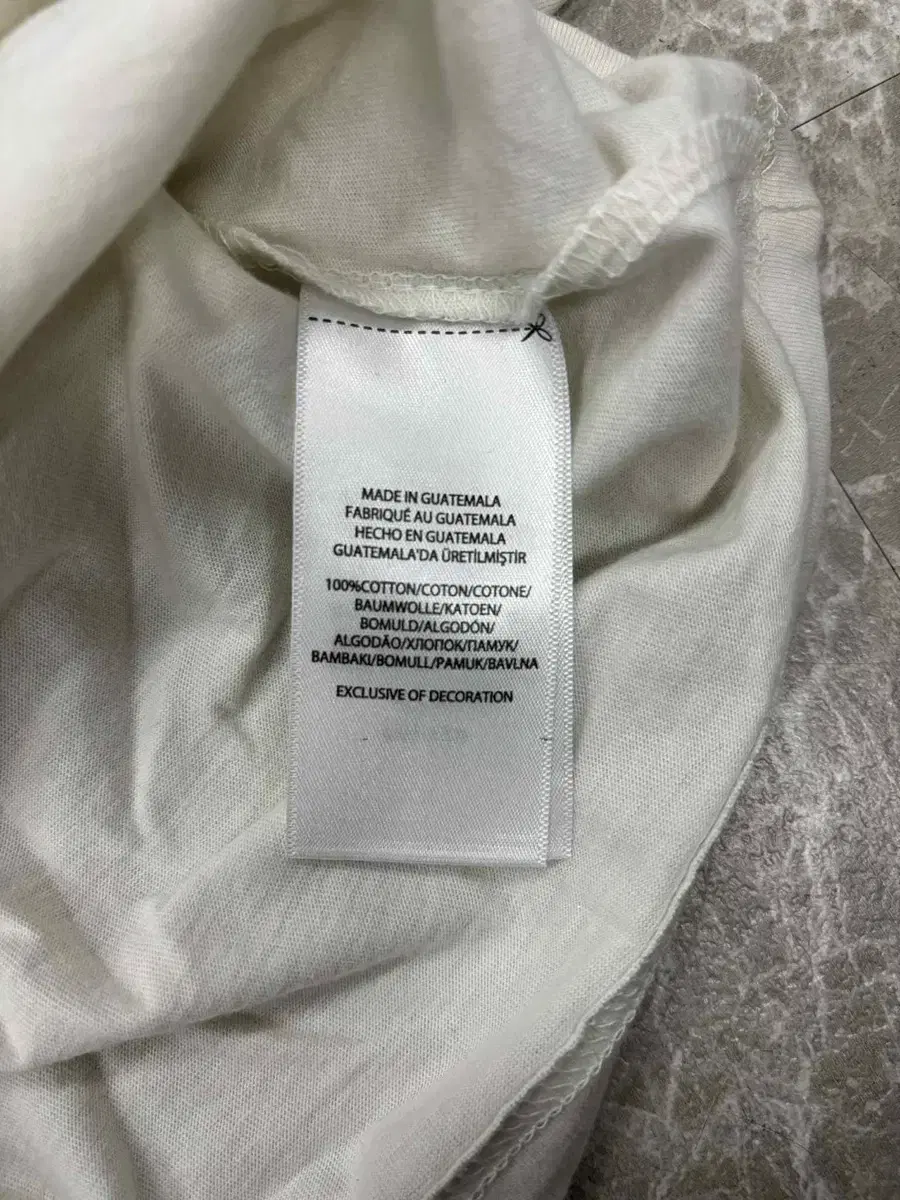 MADE IN GUATEMALA
FABRIQUÉ AU GUATEMALA
HECHO EN GUATEMALA
GUATEMALA'DA ÜRETİLMİŞTİR
100%COTTON/COTON/COTONE/
BAUMWOLLE/KATOEN/
BOMULD/ALGODÓN/
ALGODÃO/ХЛОПОК/ПАМУК/
BAMBAKI/BOMULL/PAMUK/BAVLNA
EXCLUSIVE OF DECORATION